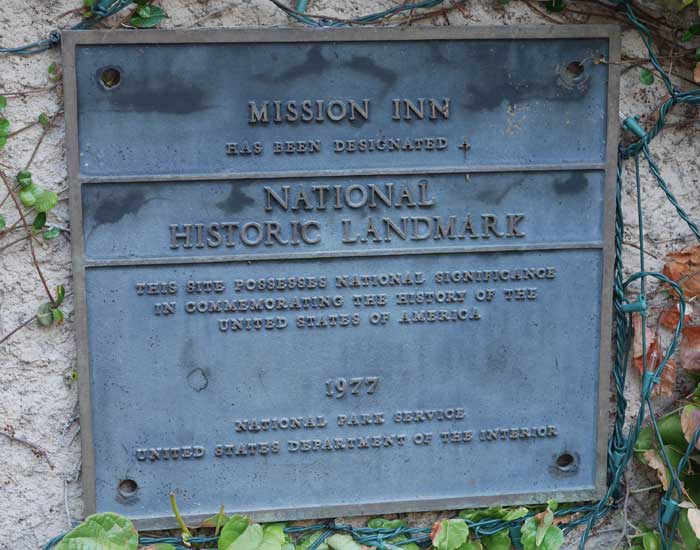 MISSION INN
HAS BEEN DESIGNATED A
NATIONAL
HISTORIC LANDMARK
THIS SITE POSSESSES NATIONAL SIGNIFICANCE
IN COMMEMORATING THE HISTORY OF THE
UNITED STATES OF AMERICA
1977
NATIONAL PARK SERVICE
UNITED STATES DEPARTMENT OF THE INTERIOR